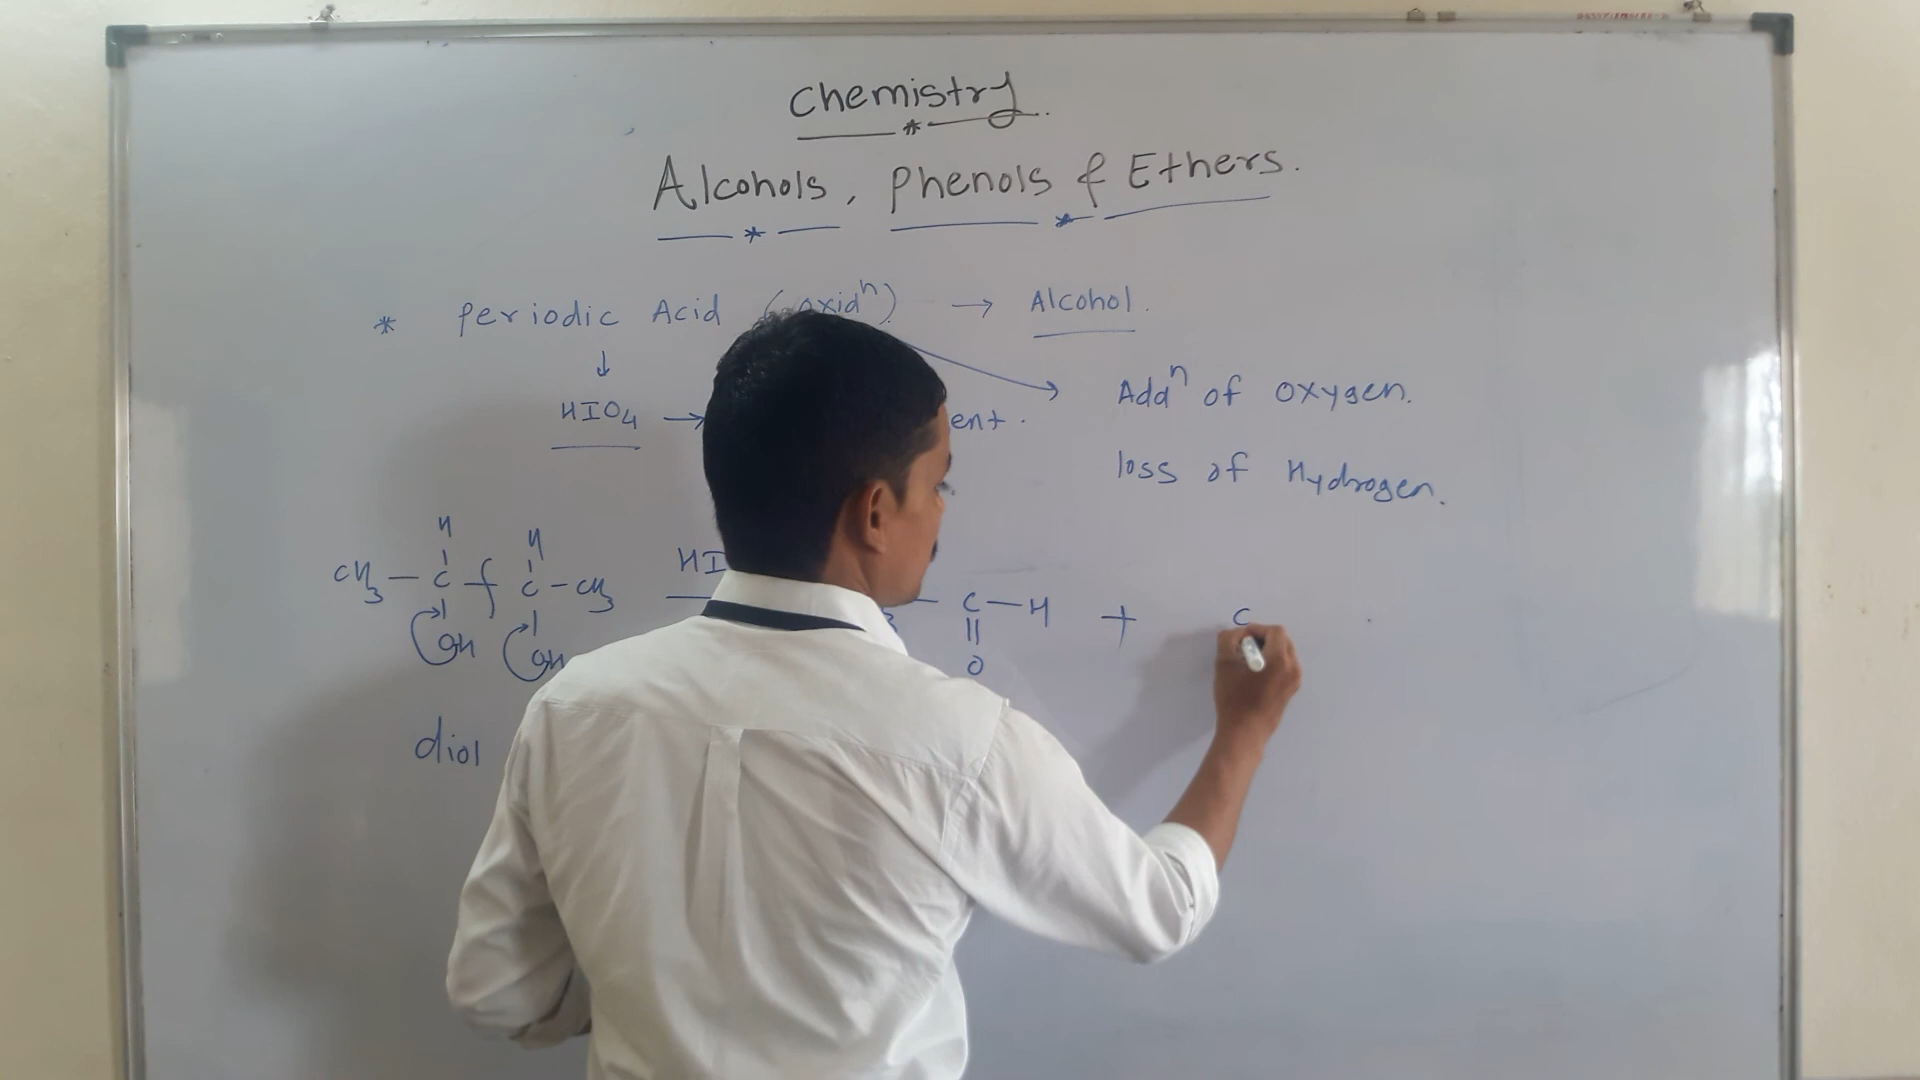 Chemistry.
Alcohols, Phenols & Ethers.
* Periodic Acid (oxidⁿ) → Alcohol.
↓
HIO4 → ent.
Addⁿ of oxygen.
loss of Hydrogen.
H H
CH3 — C — C — CH3 HI — C — H + C
OH OH O
diol